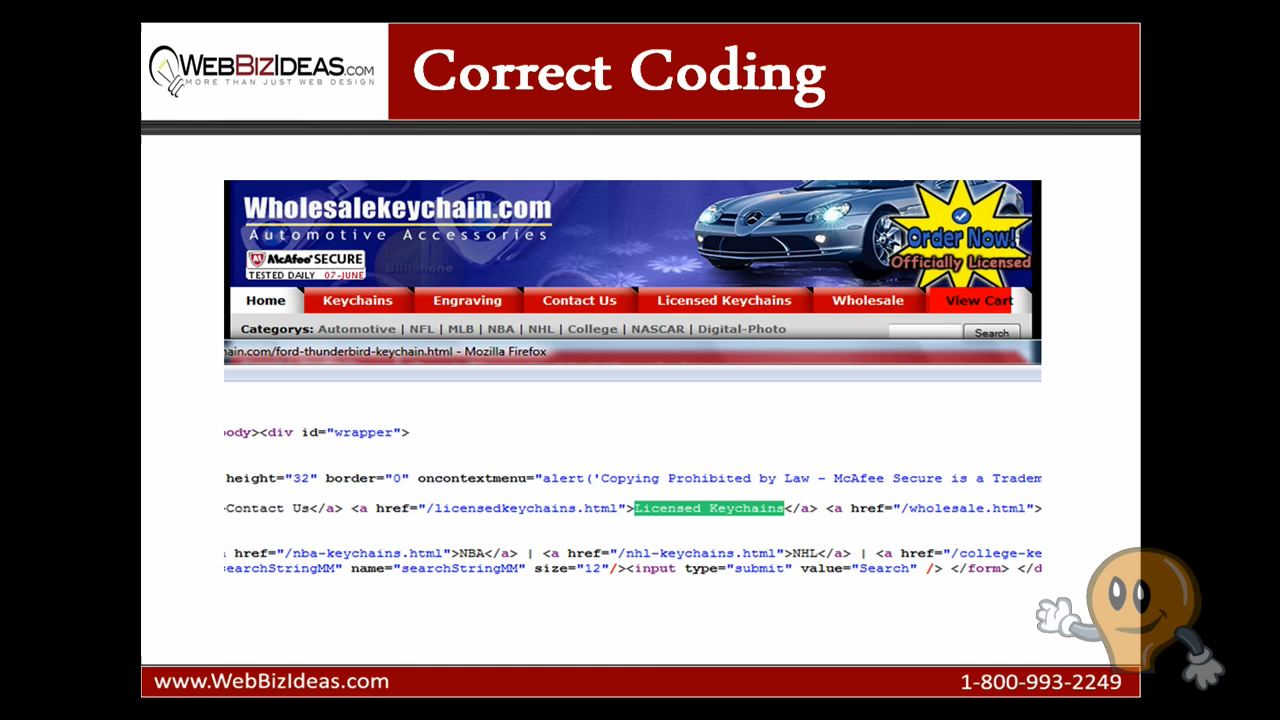 WEBBIZIDEAS.COM
MORE THAN JUST WEB DESIGN
Correct Coding
Wholesalekeychain.com
Automotive Accessories
McAfee SECURE
TESTED DAILY 07-JUNE
Order Now!
Officially Licensed
Home Keychains Engraving Contact Us Licensed Keychains Wholesale View Cart
Categorys: Automotive | NFL | MLB | NBA | NHL | College | NASCAR | Digital-Photo
Search
ain.com/ford-thunderbird-keychain.html - Mozilla Firefox
body><div id="wrapper">
height="32" border="0" oncontextmenu="alert('Copying Prohibited by Law - McAfee Secure is a Tradem
>Contact Us</a> <a href="/licensedkeychains.html">Licensed Keychains</a> <a href="/wholesale.html">
href="/nba-keychains.html">NBA</a> | <a href="/nhl-keychains.html">NHL</a> | <a href="/college-ke
searchStringMM" name="searchStringMM" size="12"/><input type="submit" value="Search" /> </form> </d
www.WebBizIdeas.com
1-800-993-2249